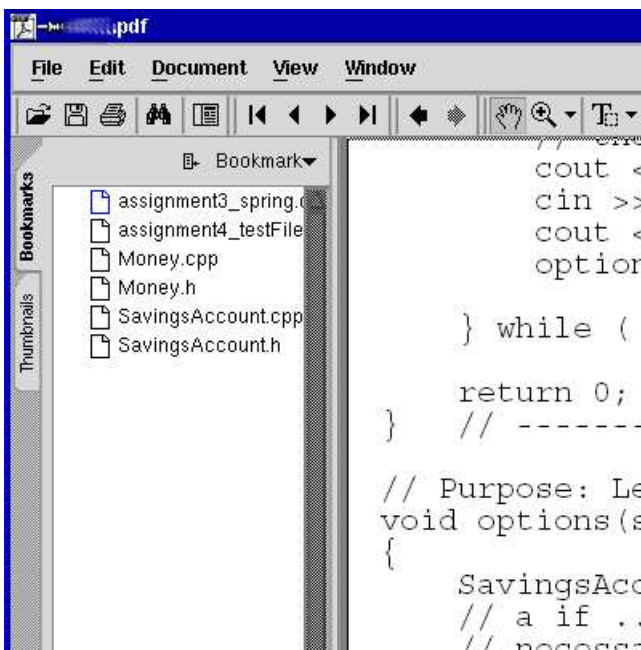 .pdf
File Edit Document View Window
Bookmark
Bookmarks
Thumbnails
assignment3_spring.
assignment4_testFile
Money.cpp
Money.h
SavingsAccount.cpp
SavingsAccount.h
cout <
cin >>
cout <
option
} while (
return 0;
} // -------
// Purpose: Le
void options(s
{
SavingsAcc
// a if ..
// necessa